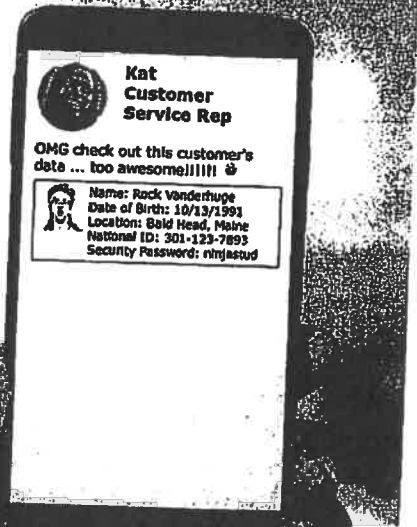 Kat
Customer
Service Rep
OMG check out this customer's
data ... too awesome!!!!!!
Name: Rock Vanderhuge
Date of Birth: 10/13/1991
Location: Bald Head, Maine
National ID: 301-123-7893
Security Password: ninjastud